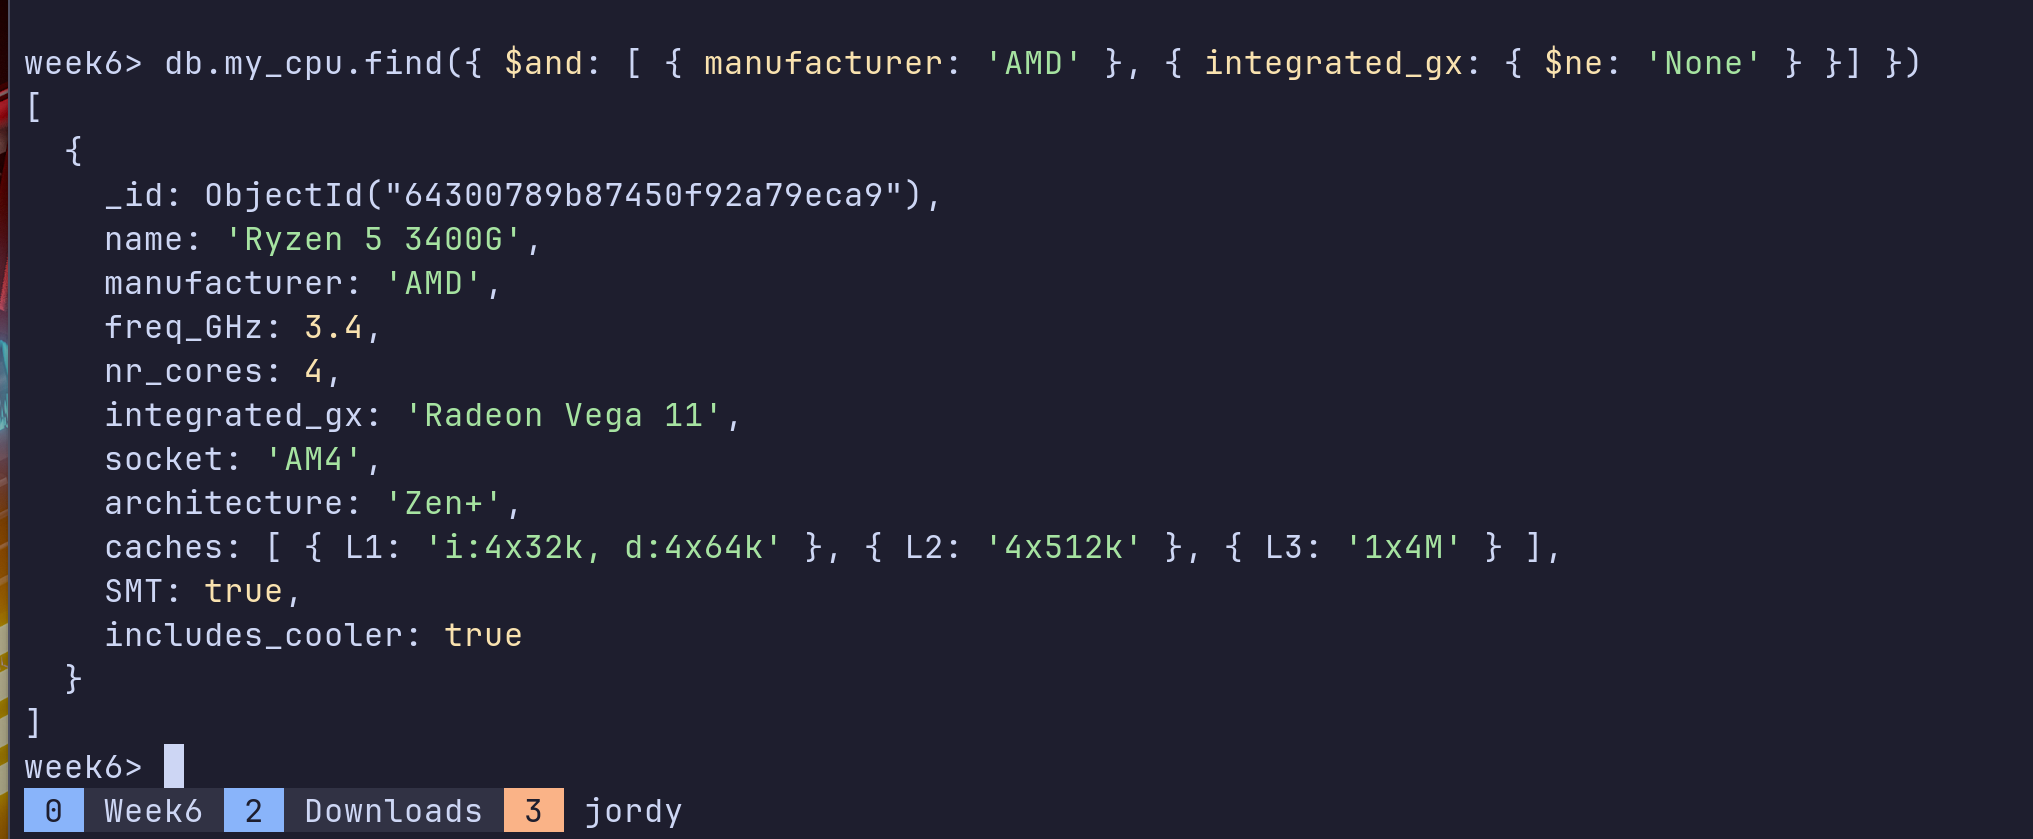 week6> db.my_cpu.find({ $and: [ { manufacturer: 'AMD' }, { integrated_gx: { $ne: 'None' } }] })
[
  {
    _id: ObjectId("64300789b87450f92a79eca9"),
    name: 'Ryzen 5 3400G',
    manufacturer: 'AMD',
    freq_GHz: 3.4,
    nr_cores: 4,
    integrated_gx: 'Radeon Vega 11',
    socket: 'AM4',
    architecture: 'Zen+',
    caches: [ { L1: 'i:4x32k, d:4x64k' }, { L2: '4x512k' }, { L3: '1x4M' } ],
    SMT: true,
    includes_cooler: true
  }
]
week6>
0 Week6 2 Downloads 3 jordy